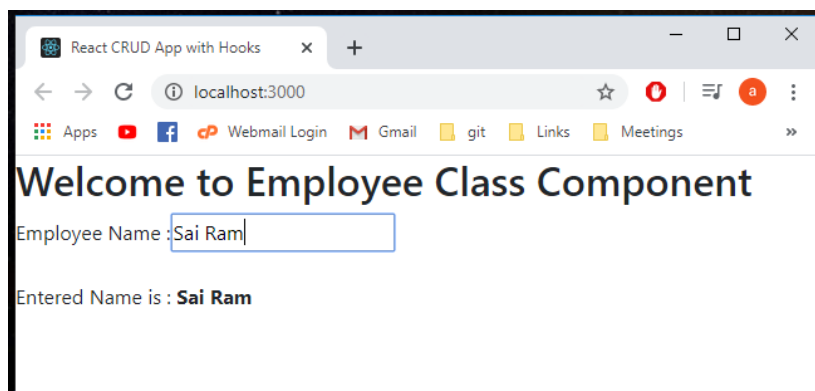 React CRUD App with Hooks
localhost:3000
a
Apps
f
cP Webmail Login
M Gmail
git
Links
Meetings
»
Welcome to Employee Class Component
Employee Name :Sai Ram
Entered Name is : Sai Ram